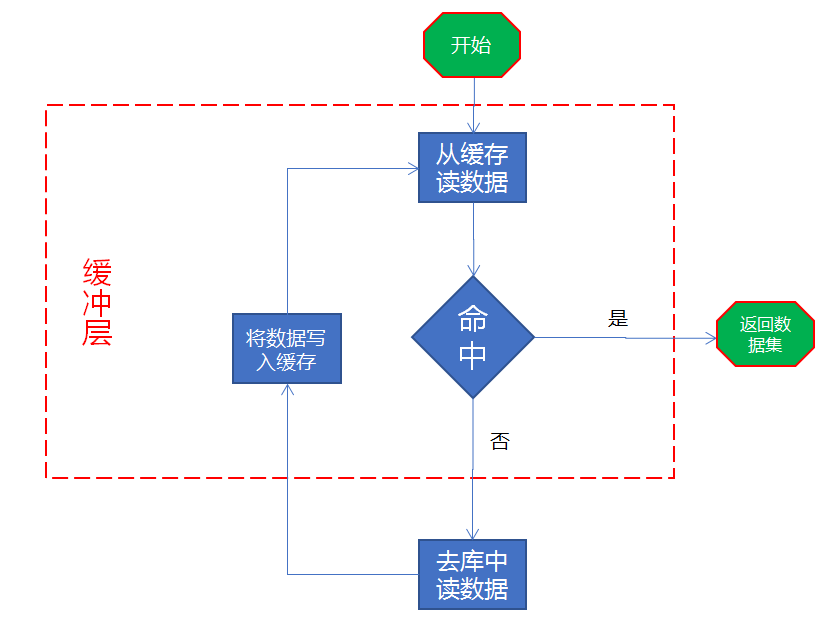 开始
从缓存
读数据
缓
冲
层
命
中
是
返回数
据集
将数据写
入缓存
否
去库中
读数据